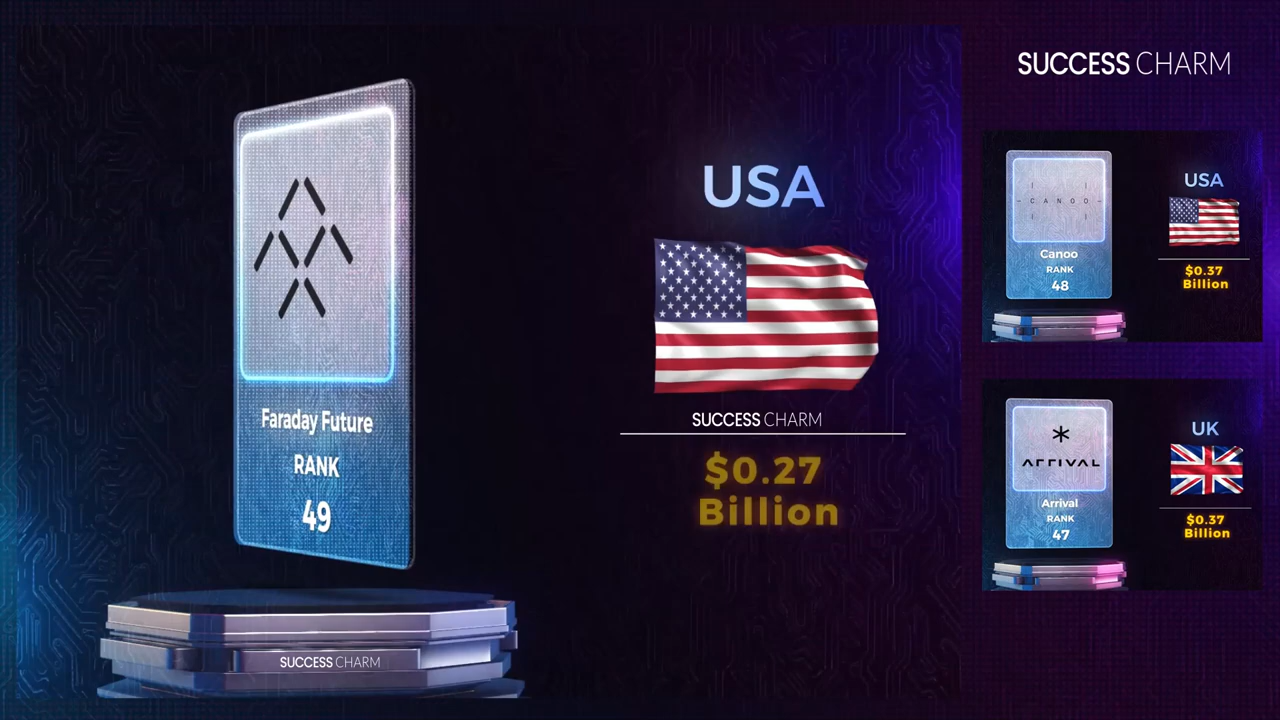 Faraday Future
RANK
49
SUCCESS CHARM
USA
SUCCESS CHARM
$0.27
Billion
SUCCESS CHARM
CANOO
Canoo
RANK
48
USA
$0.37
Billion
ARRIVAL
Arrival
RANK
47
UK
$0.37
Billion